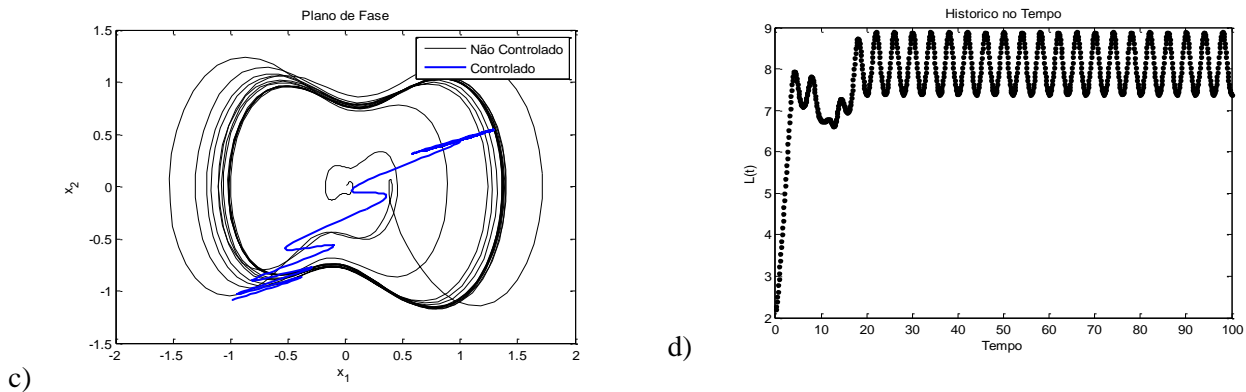 Plano de Fase
1.5
1
0.5
0
-0.5
-1
-1.5
-2 -1.5 -1 -0.5 0 0.5 1 1.5 2
x_1
x_2
Não Controlado
Controlado
c)
Historico no Tempo
9
8
7
6
5
4
3
2
0 10 20 30 40 50 60 70 80 90 100
Tempo
L(t)
d)